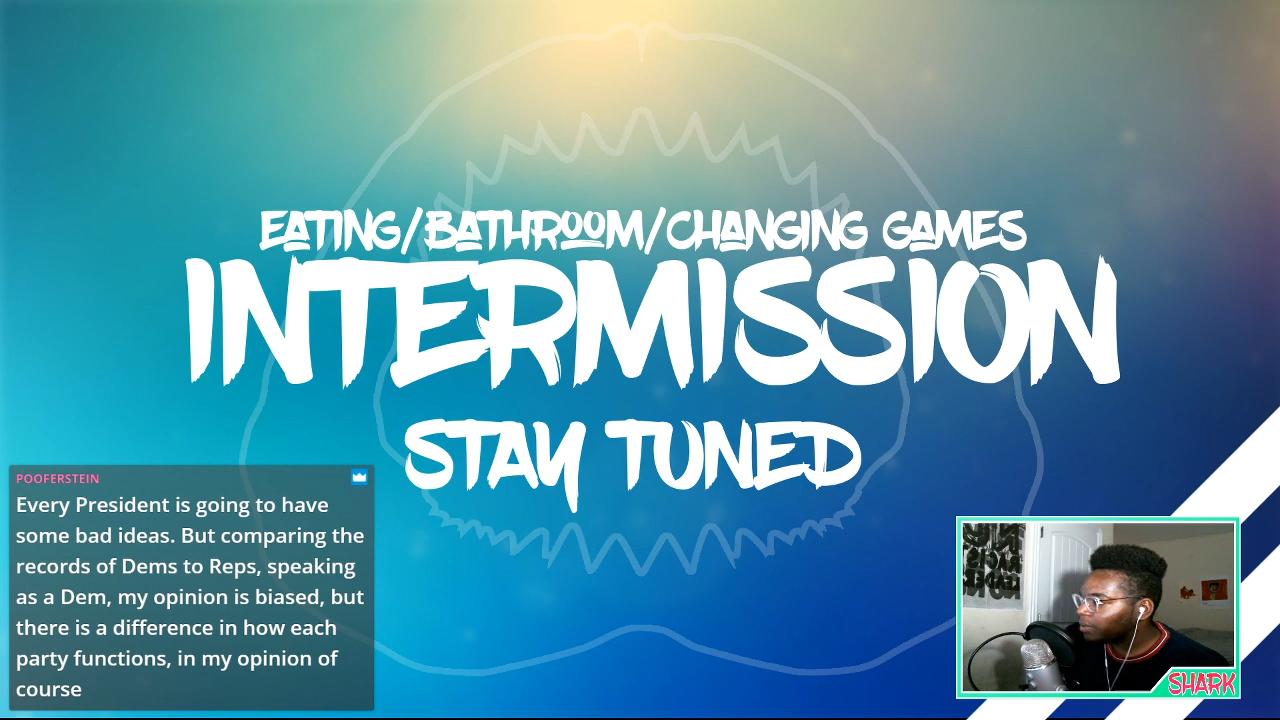 EATING/BATHROOM/CHANGING GAMES
INTERMISSION
STAY TUNED
POOFERSTEIN
Every President is going to have
some bad ideas. But comparing the
records of Dems to Reps, speaking
as a Dem, my opinion is biased, but
there is a difference in how each
party functions, in my opinion of
course
SHARK